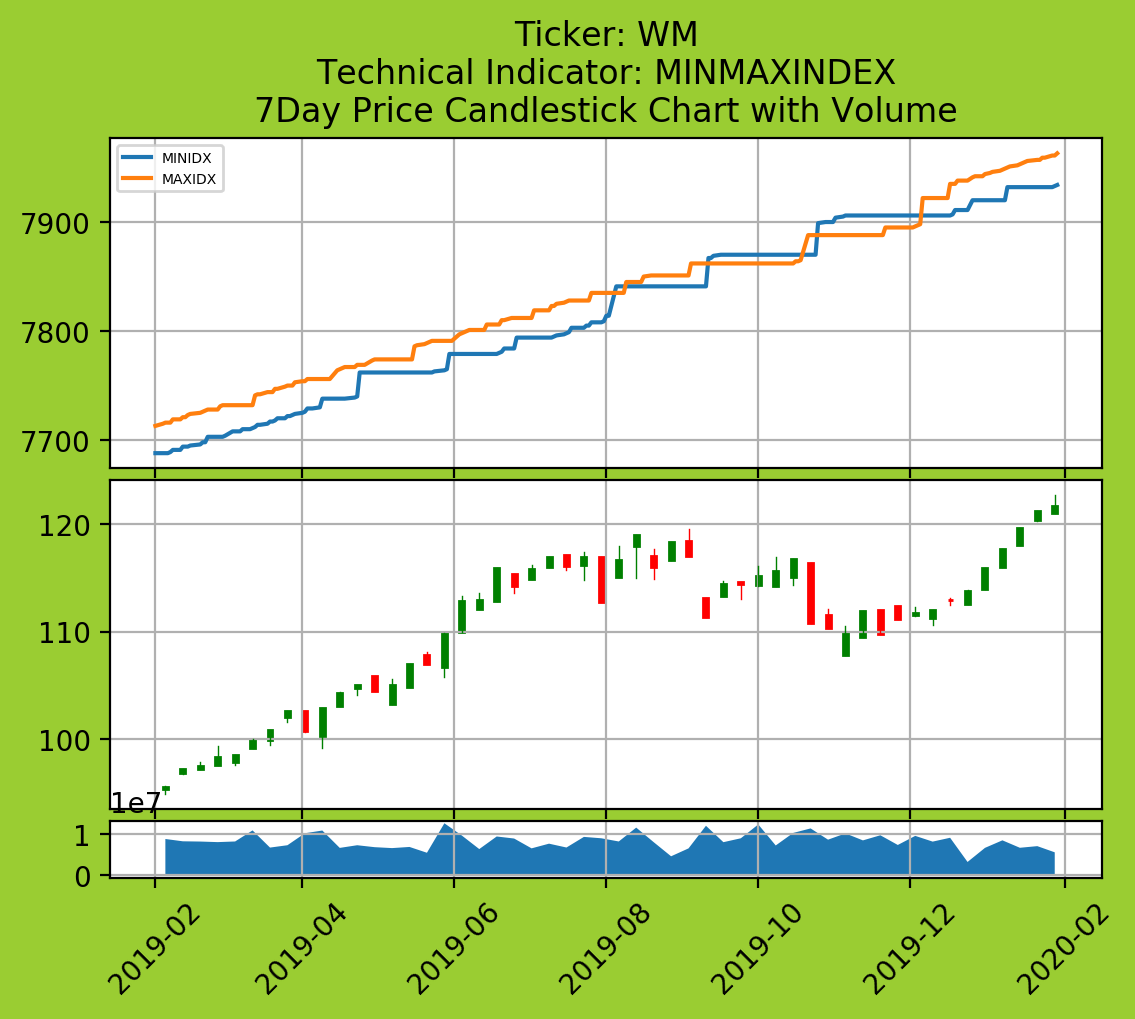 Ticker: WM
Technical Indicator: MINMAXINDEX
7Day Price Candlestick Chart with Volume
MINIDX
MAXIDX
7900
7800
7700
120
110
100
1e7
1
0
2019-02
2019-04
2019-06
2019-08
2019-10
2019-12
2020-02